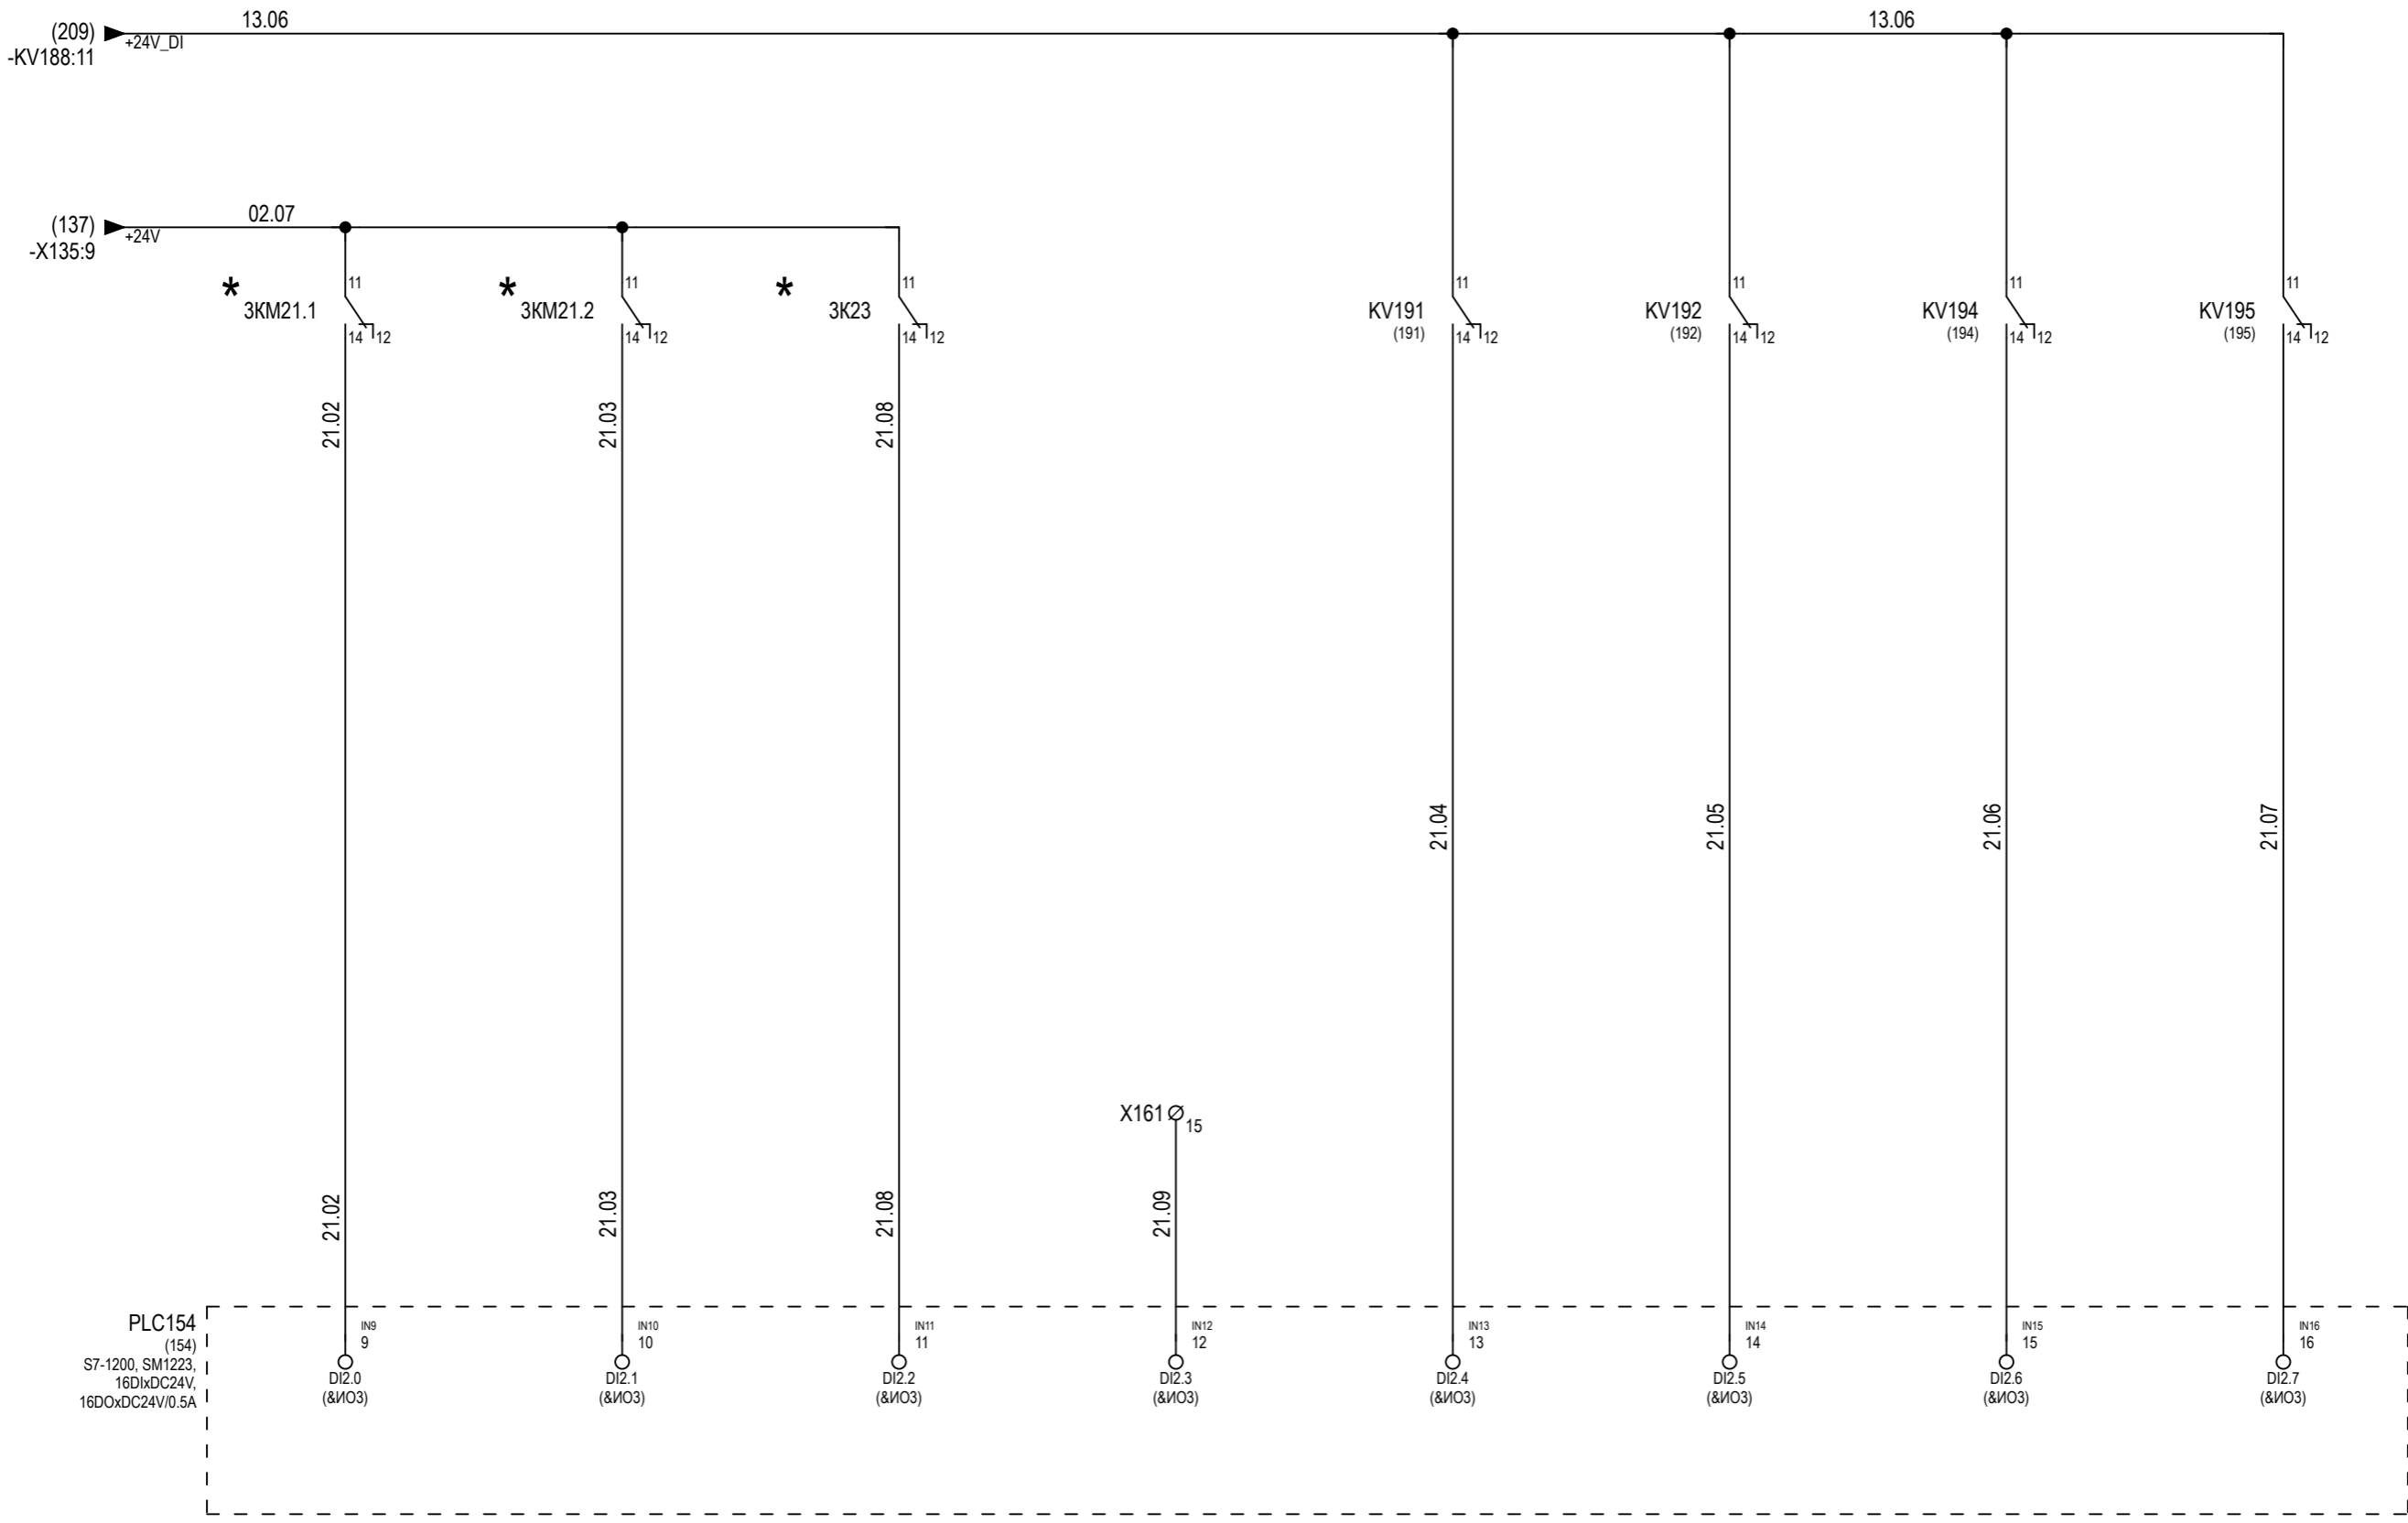 13.06
13.06
(209)
+24V_DI
-KV188:11
02.07
(137)
+24V
-X135:9
*
3KM21.1
11
14
12
*
3KM21.2
11
14
12
*
3K23
11
14
12
KV191
(191)
11
14
12
KV192
(192)
11
14
12
KV194
(194)
11
14
12
KV195
(195)
11
14
12
21.02
21.03
21.08
21.04
21.05
21.06
21.07
X161
15
21.02
21.03
21.08
21.09
PLC154
(154)
S7-1200, SM1223,
16DIxDC24V,
16DOxDC24V/0.5A
IN9
9
DI2.0
(&ИО3)
IN10
10
DI2.1
(&ИО3)
IN11
11
DI2.2
(&ИО3)
IN12
12
DI2.3
(&ИО3)
IN13
13
DI2.4
(&ИО3)
IN14
14
DI2.5
(&ИО3)
IN15
15
DI2.6
(&ИО3)
IN16
16
DI2.7
(&ИО3)